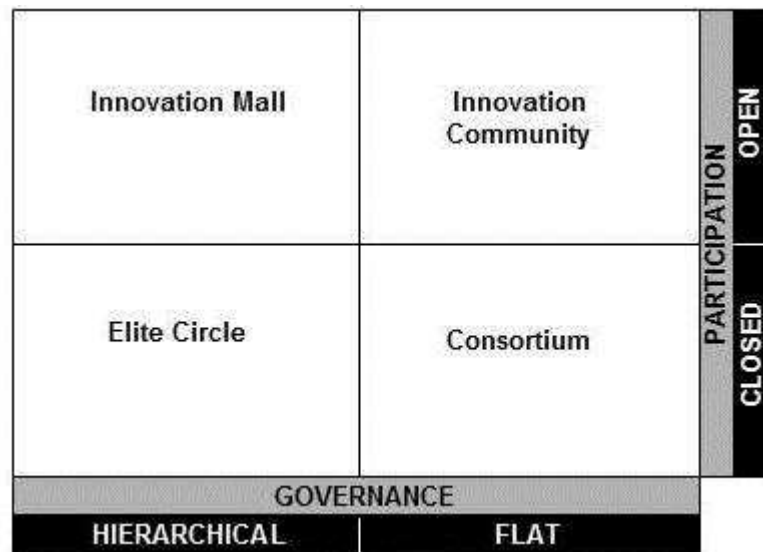 Innovation Mall
Innovation
Community
OPEN
PARTICIPATION
Elite Circle
Consortium
CLOSED
GOVERNANCE
HIERARCHICAL
FLAT